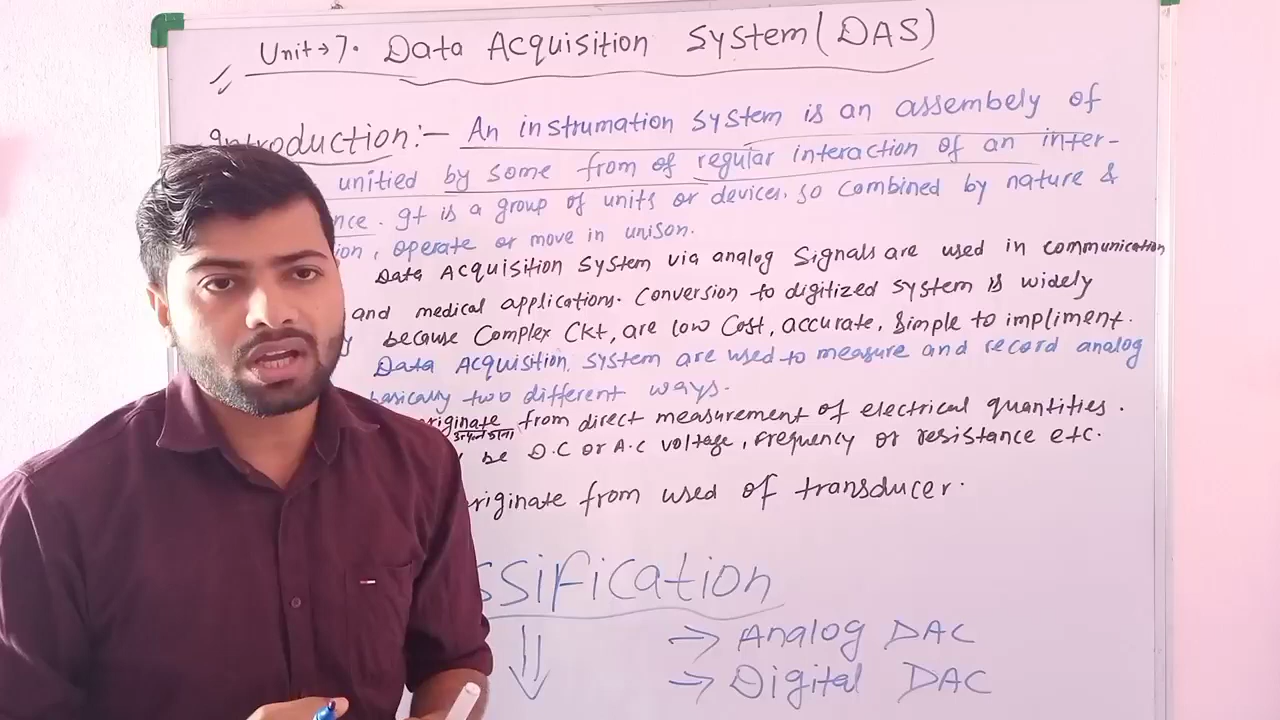 Unit → 7. Data Acquisition System (DAS)
Introduction :- An instrumation system is an assembely of
unitied by some from of regular interaction of an inter-
nce. It is a group of units or devices, so combined by nature &
ion, operate or move in unison.
Data Acquisition System via analog Signals are used in communication
and medical applications. Conversion to digitized system is widely
y because Complex Ckt, are low Cost, accurate, Simple to impliment.
Data Acquisition, system are used to measure and record analog
basically two different ways.
riginate from direct measurement of electrical quantities.
be D.C or A.C voltage, frequency or resistance etc.
riginate from used of transducer.
ssification
→ Analog DAC
→ Digital DAC